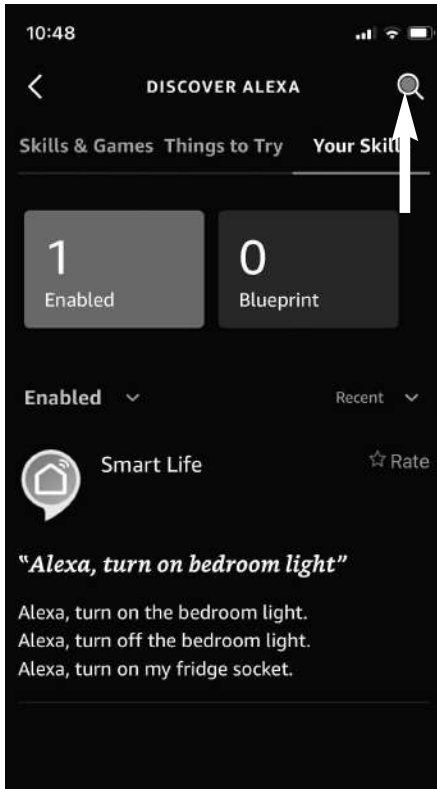 10:48
DISCOVER ALEXA
Skills & Games Things to Try Your Skill
1 0
Enabled Blueprint
Enabled Recent
Smart Life Rate
“Alexa, turn on bedroom light”
Alexa, turn on the bedroom light.
Alexa, turn off the bedroom light.
Alexa, turn on my fridge socket.